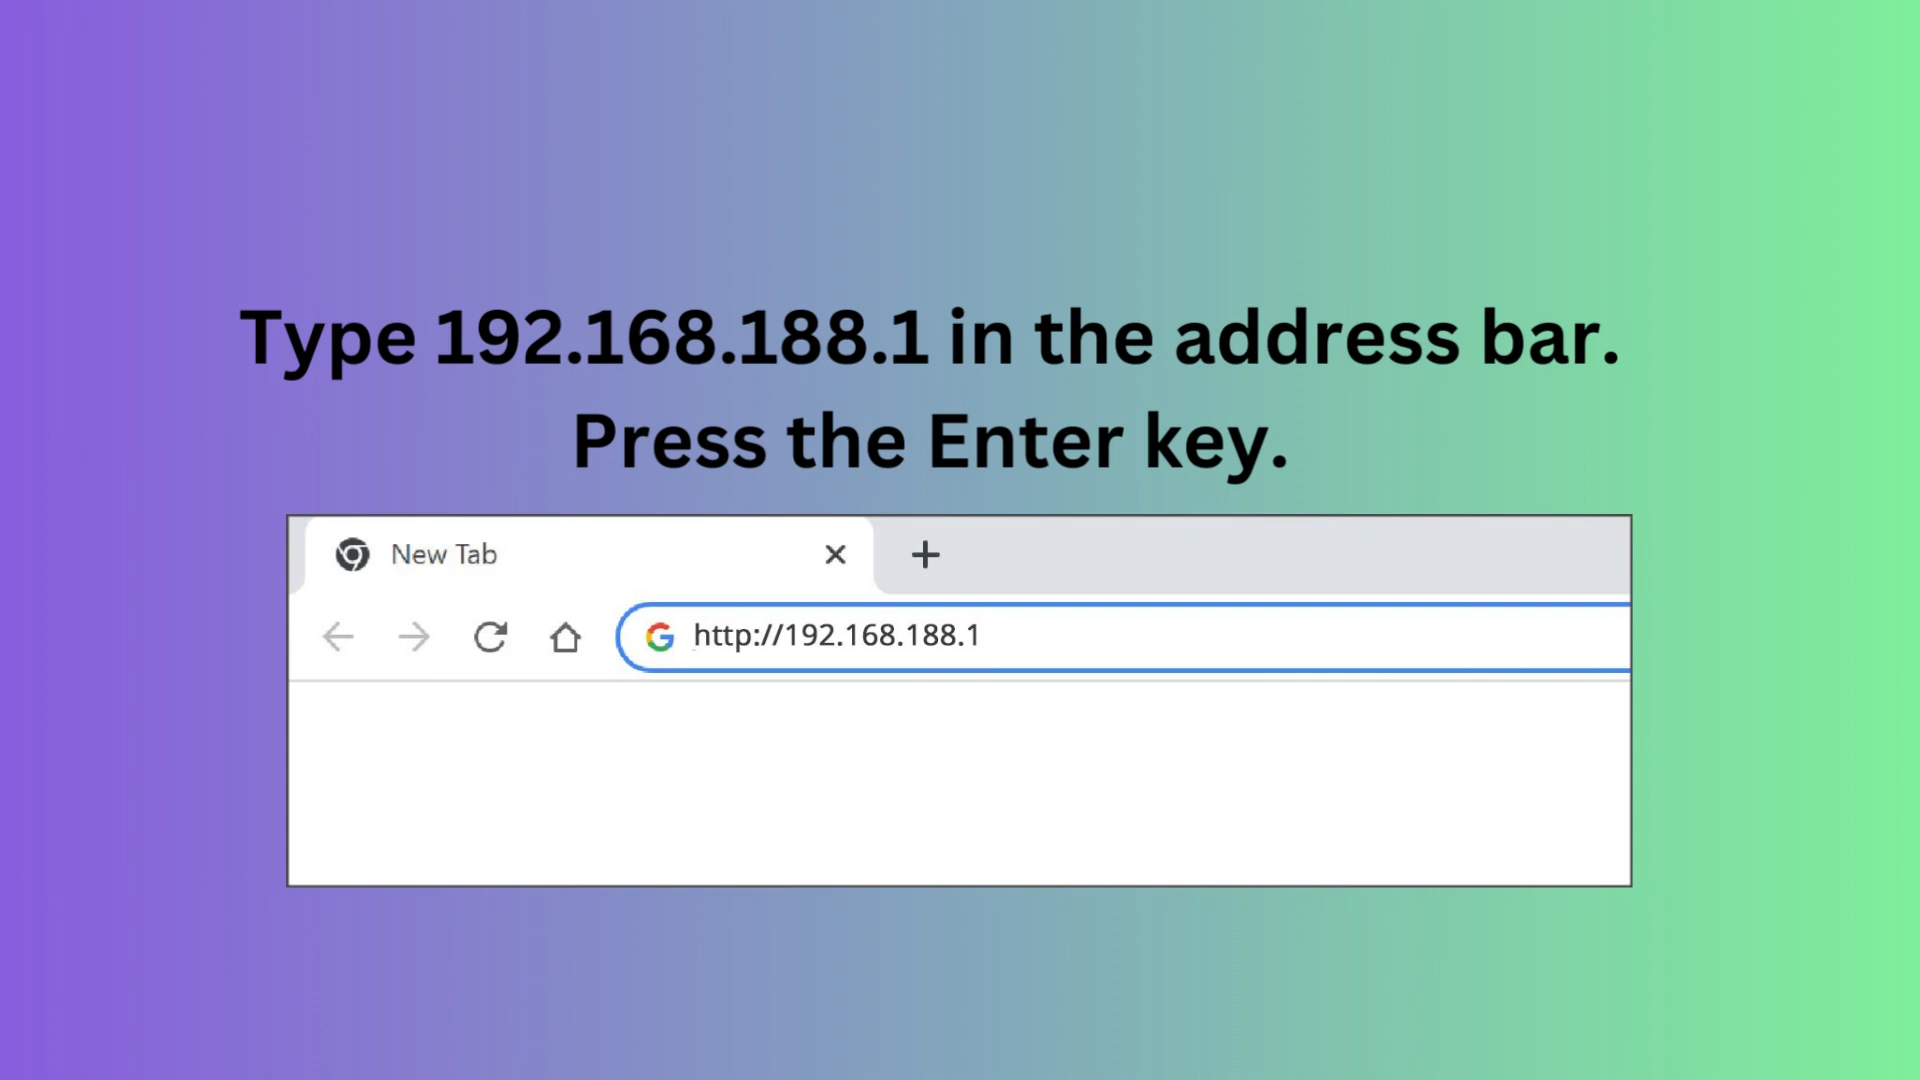 Type 192.168.188.1 in the address bar.
Press the Enter key.
New Tab
http://192.168.188.1